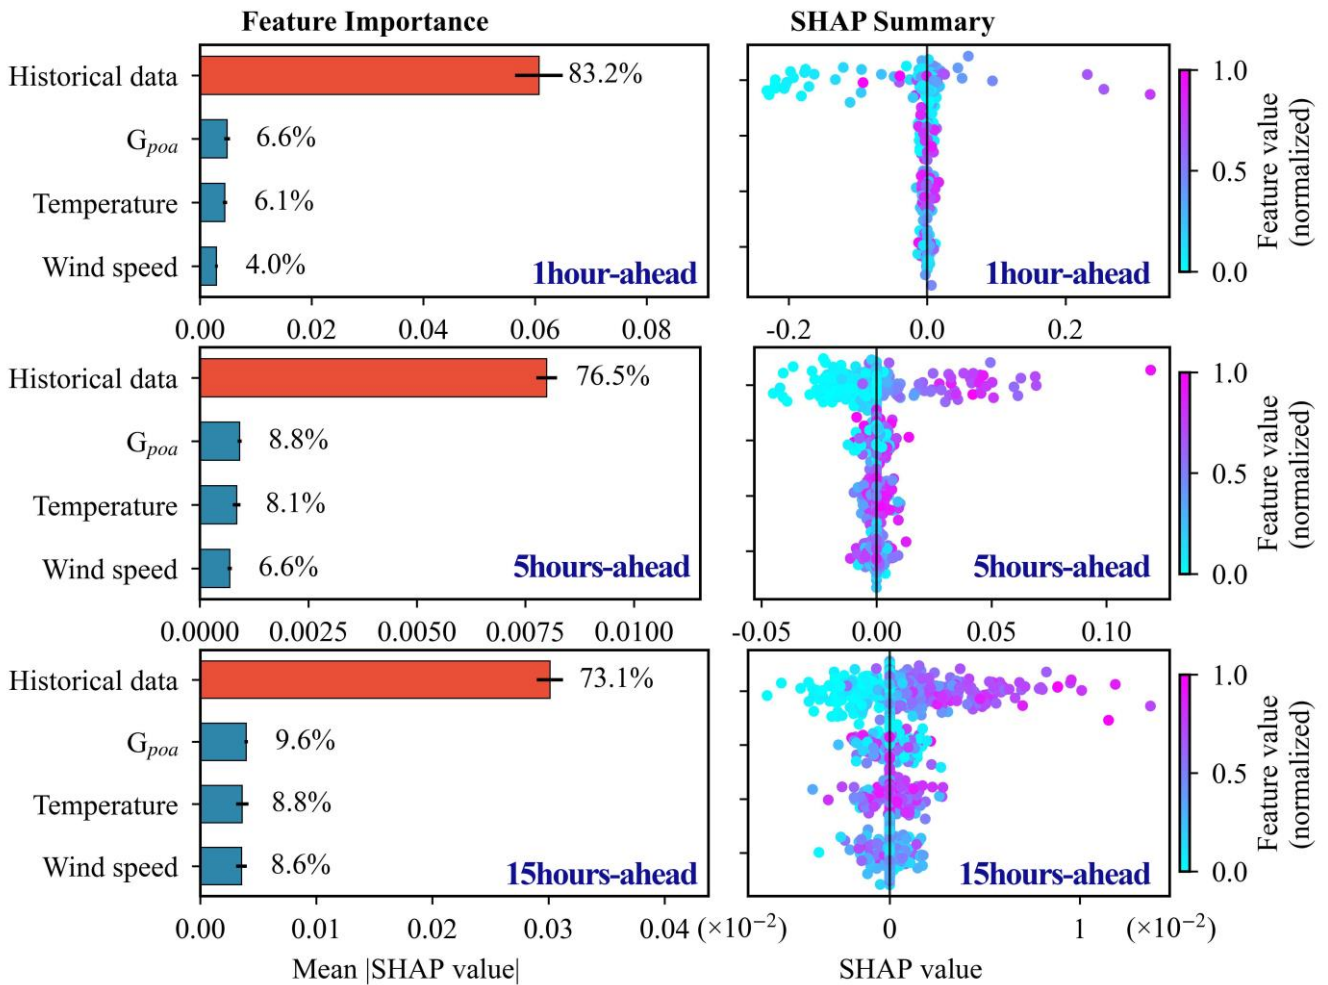 Feature Importance
SHAP Summary
Historical data
83.2%
G_poa
6.6%
Temperature
6.1%
Wind speed
4.0%
1hour-ahead
0.00 0.02 0.04 0.06 0.08
1hour-ahead
-0.2 0.0 0.2
1.0
0.5
0.0
Feature value
(normalized)
Historical data
76.5%
G_poa
8.8%
Temperature
8.1%
Wind speed
6.6%
5hours-ahead
0.0000 0.0025 0.0050 0.0075 0.0100
5hours-ahead
-0.05 0.00 0.05 0.10
1.0
0.5
0.0
Feature value
(normalized)
Historical data
73.1%
G_poa
9.6%
Temperature
8.8%
Wind speed
8.6%
15hours-ahead
0.00 0.01 0.02 0.03 0.04 (×10⁻²)
Mean |SHAP value|
15hours-ahead
0 1 (×10⁻²)
SHAP value
1.0
0.5
0.0
Feature value
(normalized)